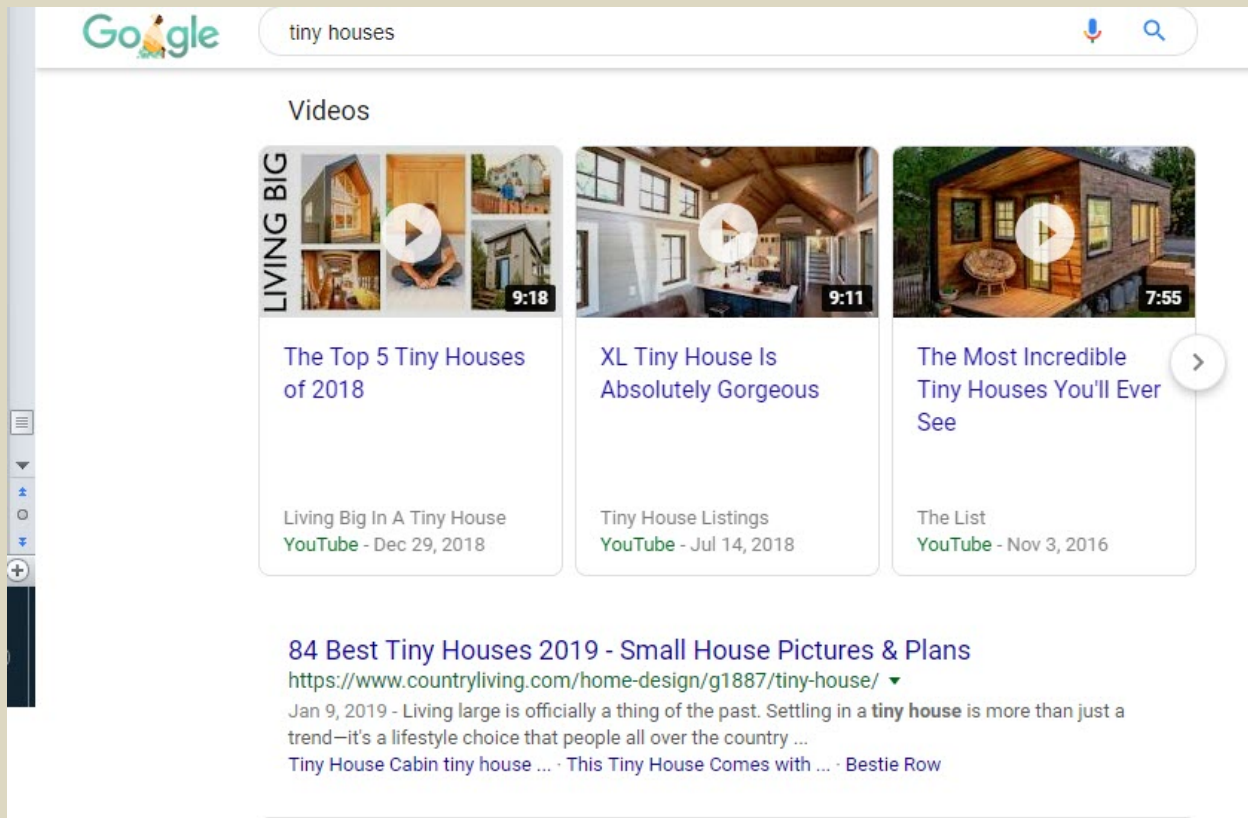 Google
tiny houses
Videos
LIVING BIG
9:18
9:11
7:55
The Top 5 Tiny Houses
of 2018
XL Tiny House Is
Absolutely Gorgeous
The Most Incredible
Tiny Houses You'll Ever
See
Living Big In A Tiny House
YouTube - Dec 29, 2018
Tiny House Listings
YouTube - Jul 14, 2018
The List
YouTube - Nov 3, 2016
84 Best Tiny Houses 2019 - Small House Pictures & Plans
https://www.countryliving.com/home-design/g1887/tiny-house/
Jan 9, 2019 - Living large is officially a thing of the past. Settling in a tiny house is more than just a
trend—it's a lifestyle choice that people all over the country ...
Tiny House Cabin tiny house ... · This Tiny House Comes with ... · Bestie Row